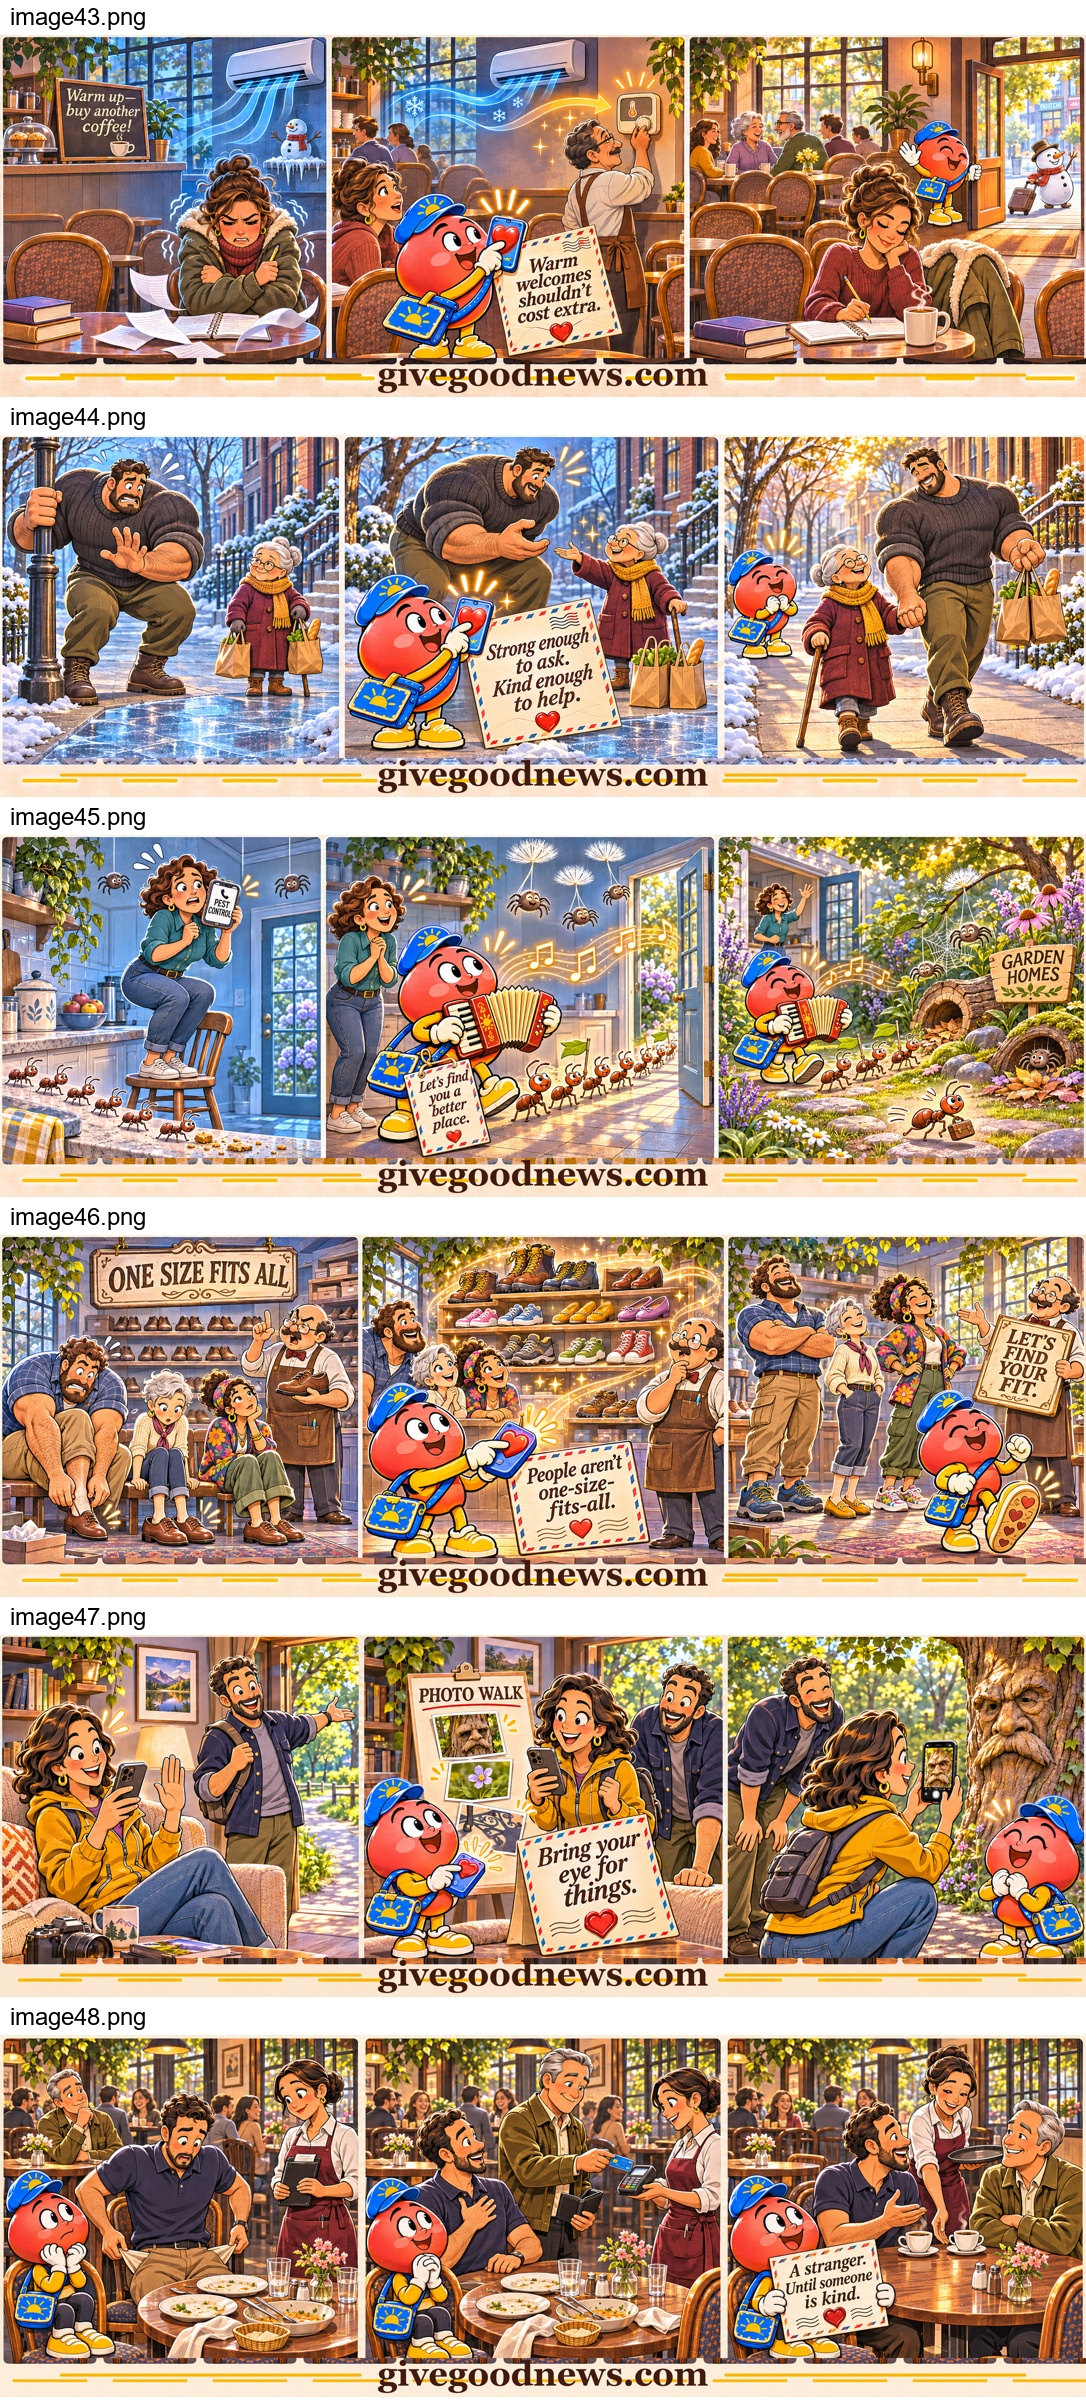 image43.png
Warm up—
buy another
coffee!
Warm
welcomes
shouldn't
cost extra.
givegoodnews.com
image44.png
Strong enough
to ask.
Kind enough
to help.
givegoodnews.com
image45.png
PEST
CONTROL
Let's find
you a
better
place.
GARDEN
HOMES
givegoodnews.com
image46.png
ONE SIZE FITS ALL
People aren't
one-size-
fits-all.
LET'S
FIND
YOUR
FIT.
givegoodnews.com
image47.png
PHOTO WALK
Bring your
eye for
things.
givegoodnews.com
image48.png
A stranger.
Until someone
is kind.
givegoodnews.com